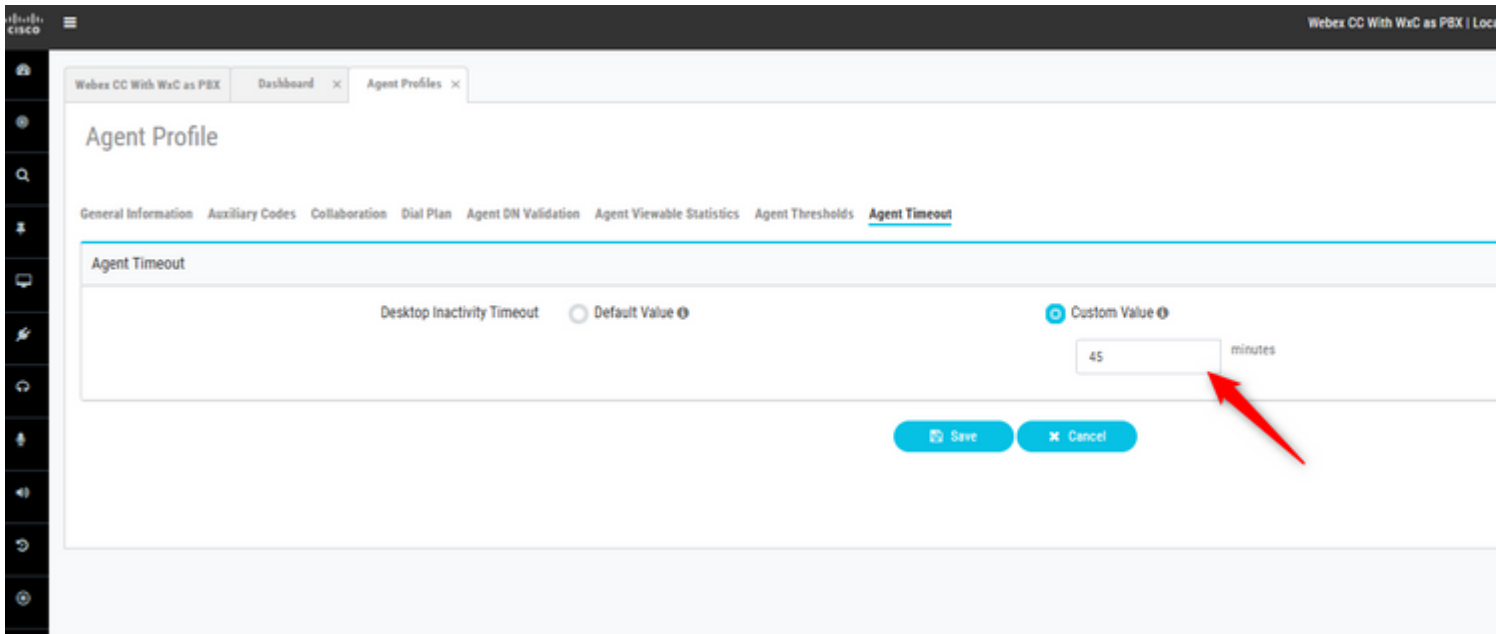 cisco
Webex CC With WxC as PBX | Loca
Webex CC With WxC as PBX Dashboard × Agent Profiles ×
Agent Profile
General Information Auxiliary Codes Collaboration Dial Plan Agent DN Validation Agent Viewable Statistics Agent Thresholds Agent Timeout
Agent Timeout
Desktop Inactivity Timeout Default Value Custom Value
45 minutes
Save Cancel